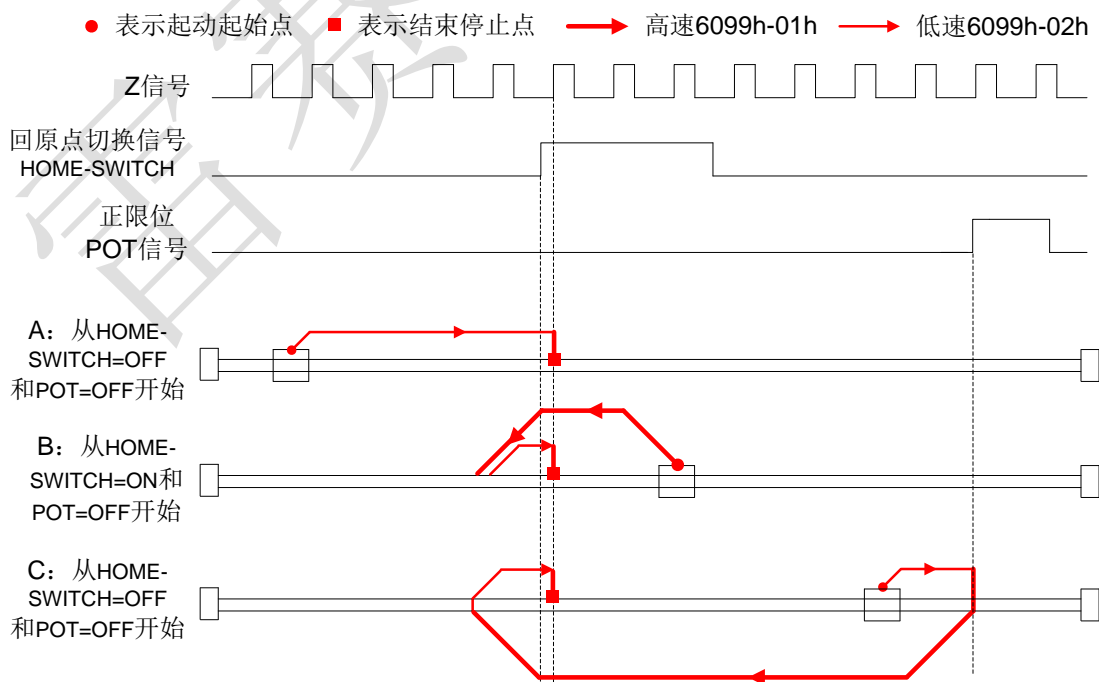 表示起动起始点 表示结束停止点 高速6099h-01h 低速6099h-02h
Z信号
回原点切换信号
HOME-SWITCH
正限位
POT信号
A：从HOME-
SWITCH=OFF
和POT=OFF开始
B：从HOME-
SWITCH=ON和
POT=OFF开始
C：从HOME-
SWITCH=OFF
和POT=OFF开始
雷泰